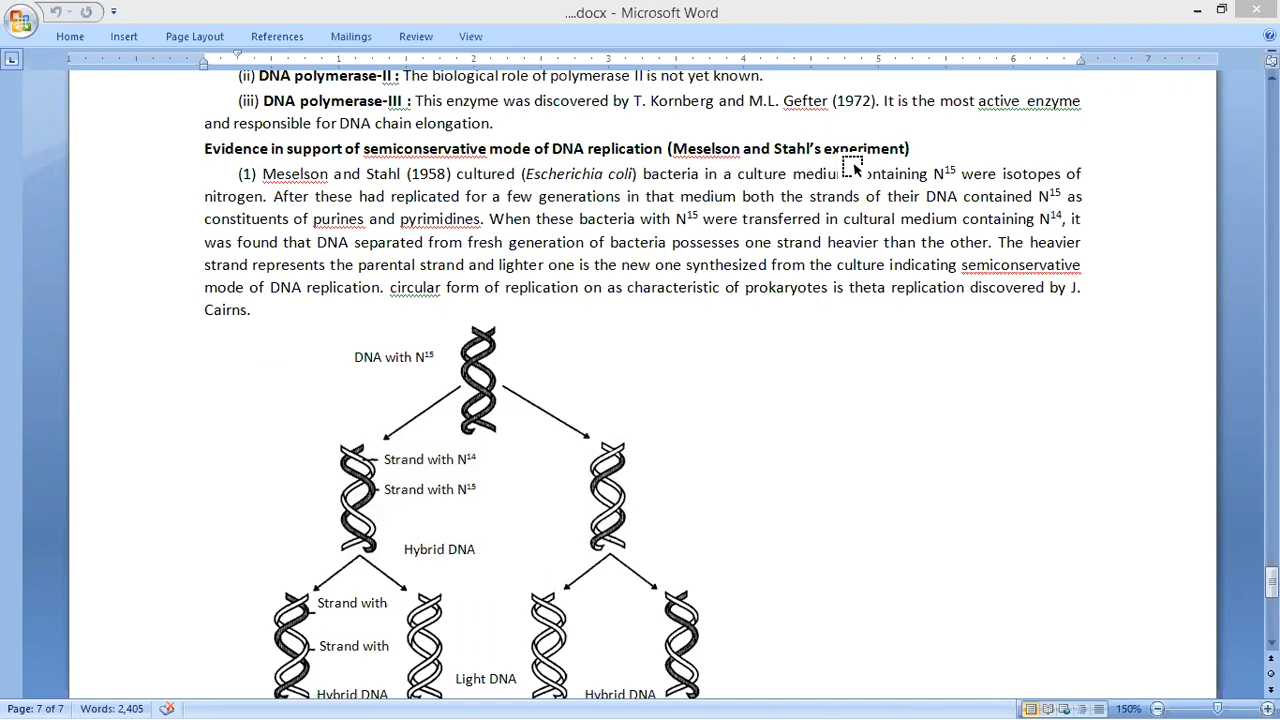 ....docx - Microsoft Word
Home Insert Page Layout References Mailings Review View
1 1 2 3 4 5 6 7
(ii) DNA polymerase-II : The biological role of polymerase II is not yet known.
(iii) DNA polymerase-III : This enzyme was discovered by T. Kornberg and M.L. Gefter (1972). It is the most active enzyme
and responsible for DNA chain elongation.
Evidence in support of semiconservative mode of DNA replication (Meselson and Stahl's experiment)
(1) Meselson and Stahl (1958) cultured (Escherichia coli) bacteria in a culture medium containing N¹⁵ were isotopes of
nitrogen. After these had replicated for a few generations in that medium both the strands of their DNA contained N¹⁵ as
constituents of purines and pyrimidines. When these bacteria with N¹⁵ were transferred in cultural medium containing N¹⁴, it
was found that DNA separated from fresh generation of bacteria possesses one strand heavier than the other. The heavier
strand represents the parental strand and lighter one is the new one synthesized from the culture indicating semiconservative
mode of DNA replication. circular form of replication on as characteristic of prokaryotes is theta replication discovered by J.
Cairns.
DNA with N¹⁵
Strand with N¹⁴
Strand with N¹⁵
Hybrid DNA
Strand with
Strand with
Light DNA
Hybrid DNA Hybrid DNA
Page: 7 of 7 Words: 2,405 150%